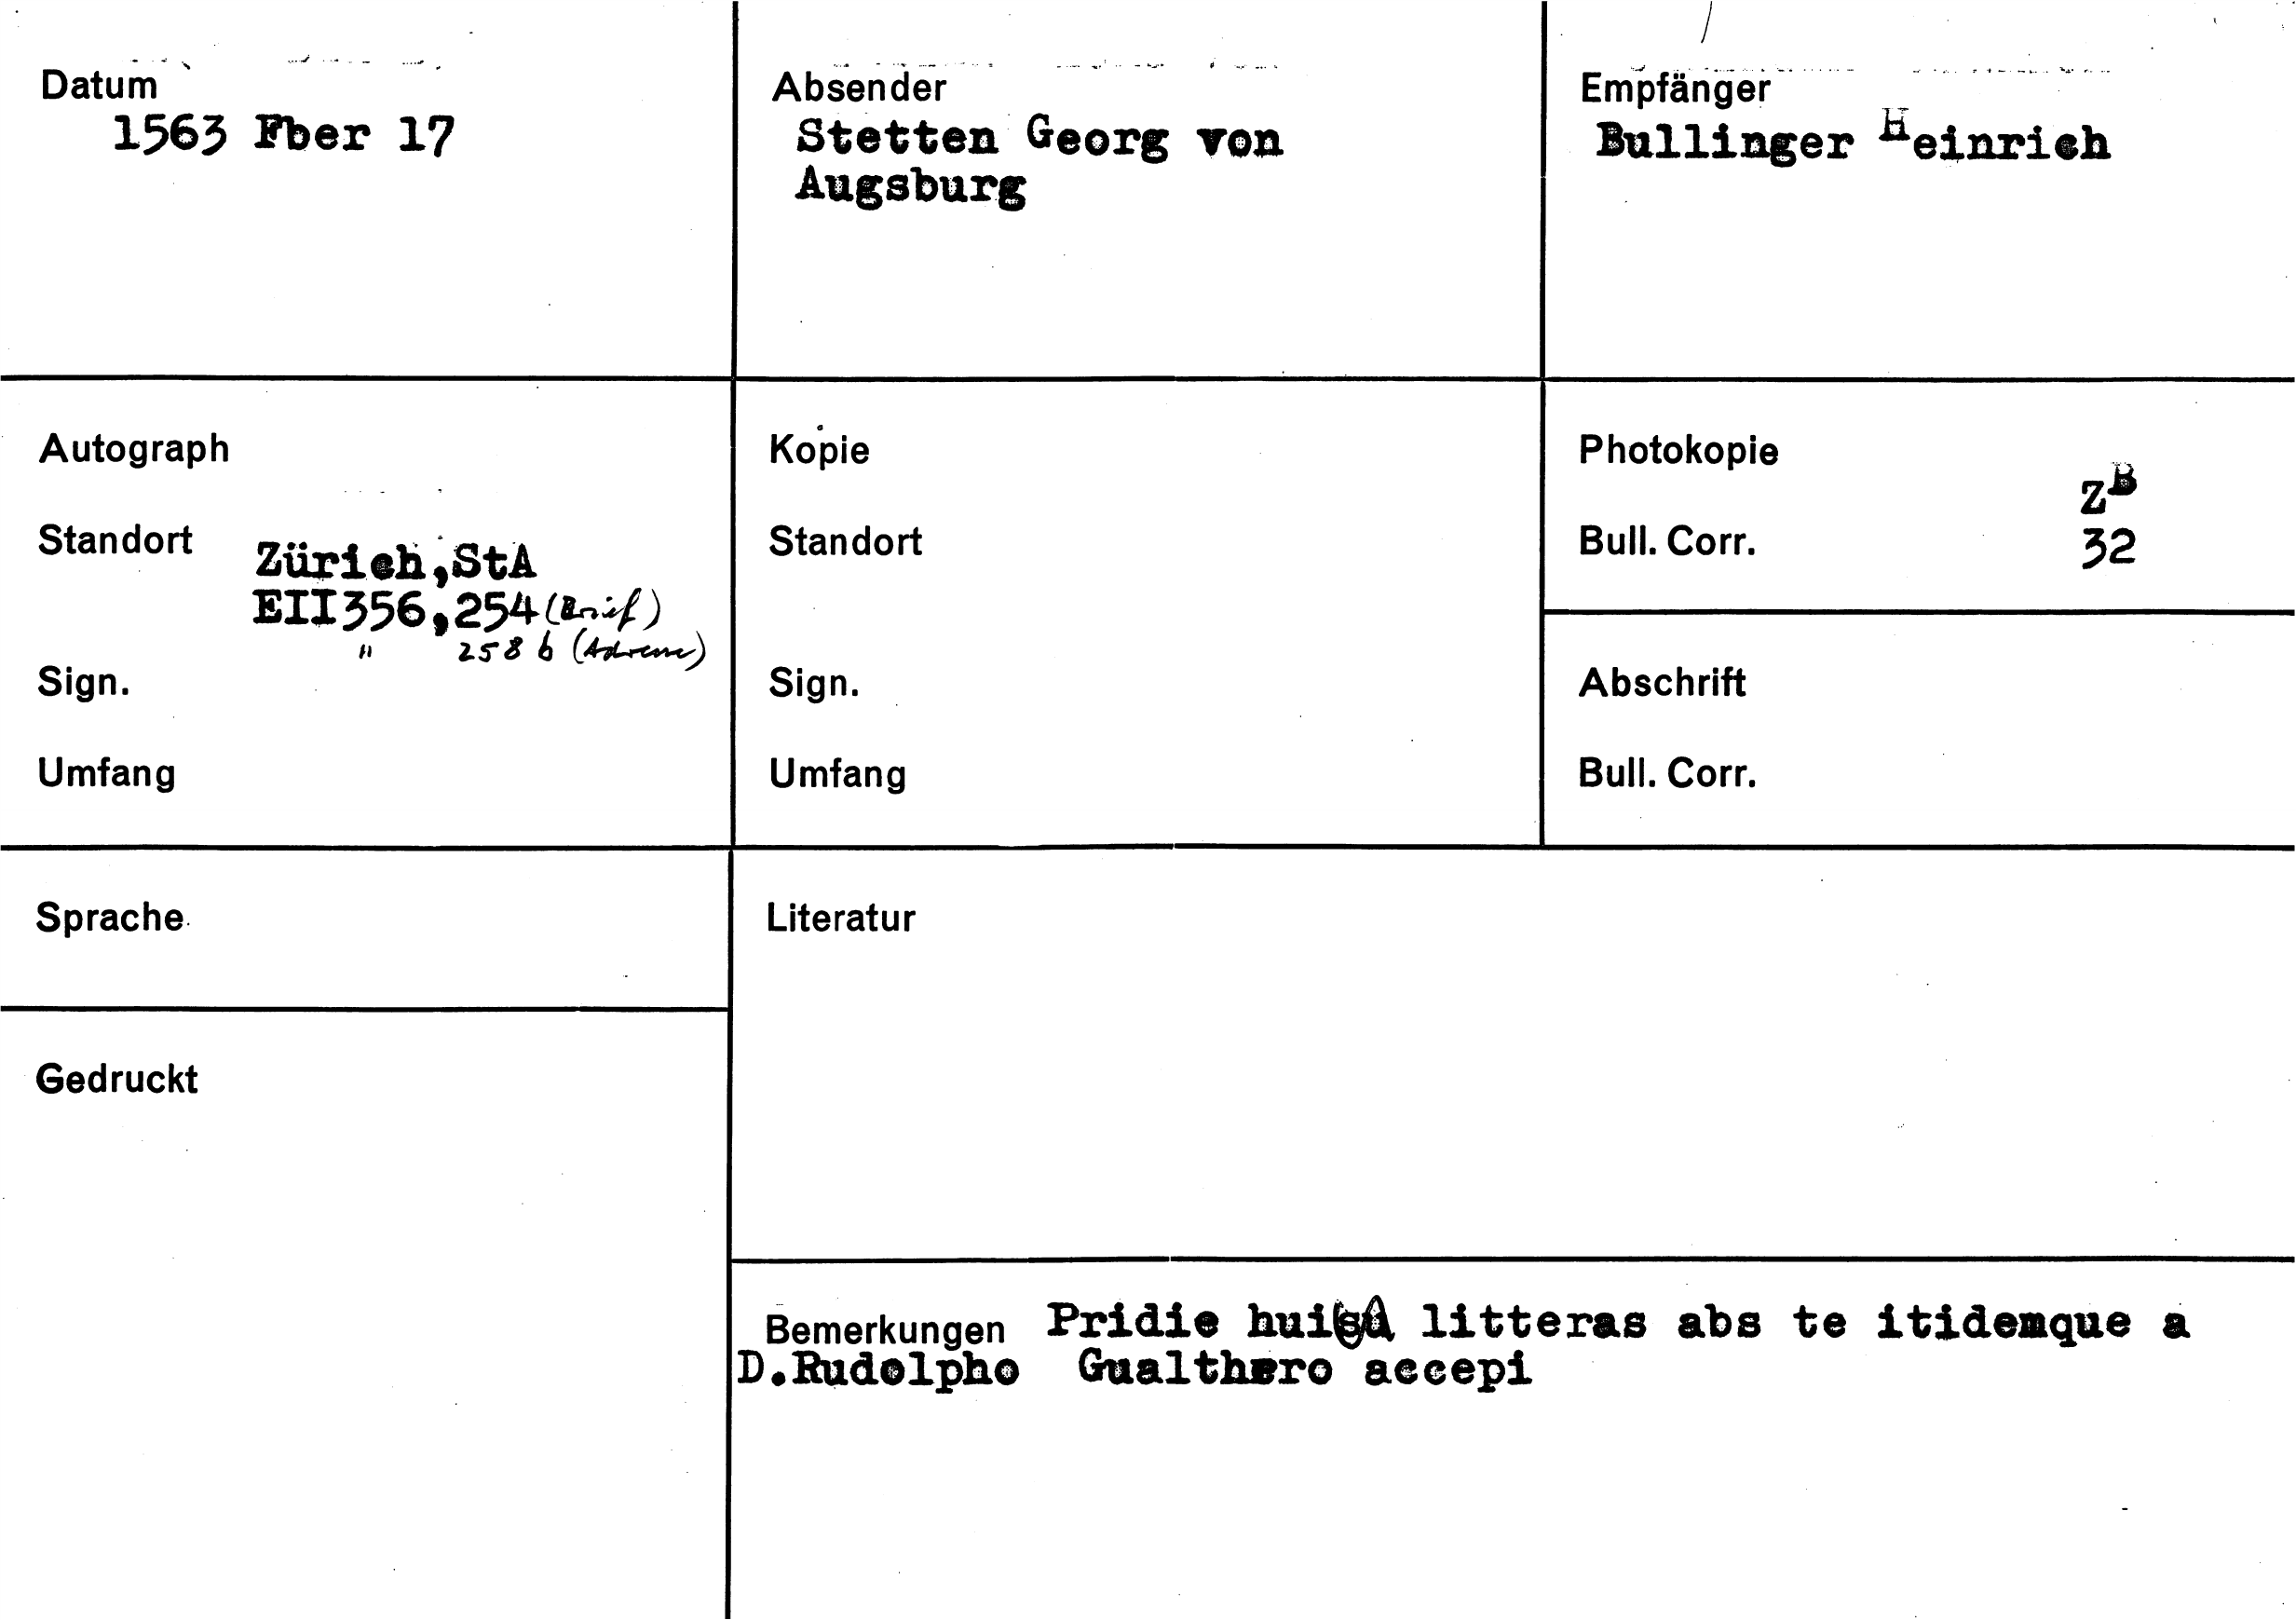 Datum
1563 Fber 17
Absender
Stetten Georg von
Augsburg
Empfänger
Bullinger Heinrich
Autograph
Standort
Zürich,StA
EII356,254 (Brief)
" 258 b (Adresse)
Sign.
Umfang
Kopie
Standort
Sign.
Umfang
Photokopie
ZB
Bull. Corr. 32
Abschrift
Bull. Corr.
Sprache
Gedruckt
Literatur
Bemerkungen Pridie litteras abs te itidemque a
D.Rudolpho Gualthero accepi